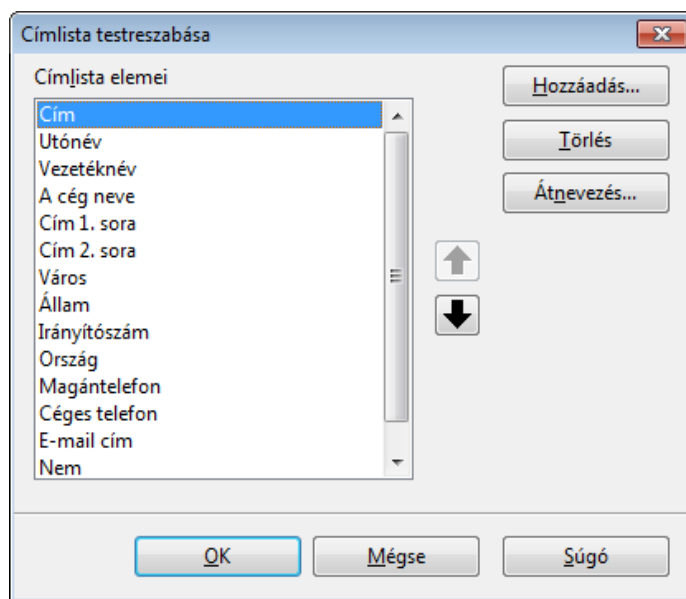 Címlista testreszabása
Címlista elemei
Cím
Utónév
Vezetéknév
A cég neve
Cím 1. sora
Cím 2. sora
Város
Állam
Irányítószám
Ország
Magántelefon
Céges telefon
E-mail cím
Nem
Hozzáadás...
Törlés
Átnevezés...
OK
Mégse
Súgó